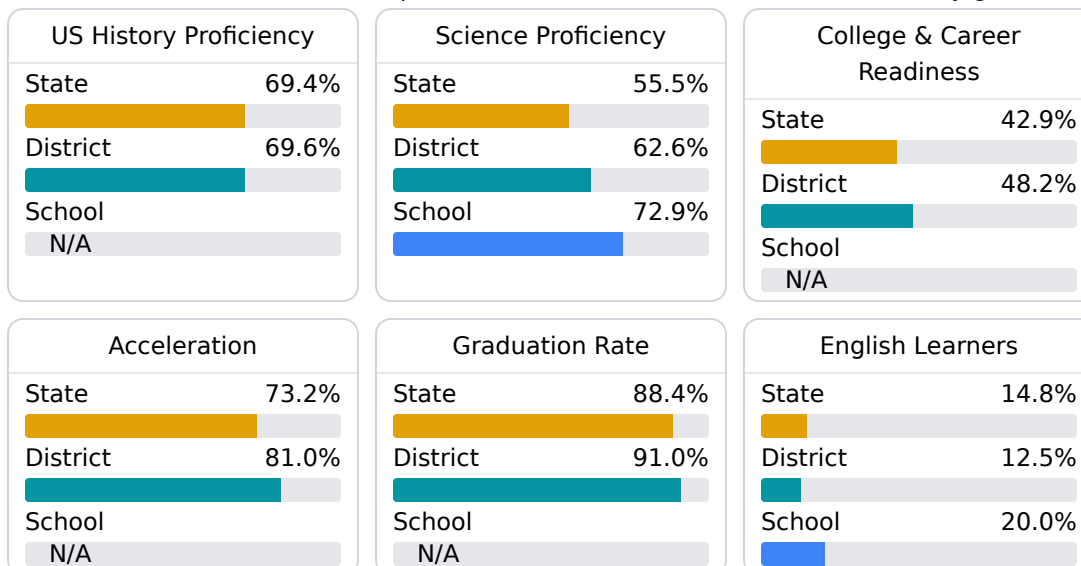 US History Proficiency
State 69.4%
District 69.6%
School
N/A
Science Proficiency
State 55.5%
District 62.6%
School 72.9%
College & Career
Readiness
State 42.9%
District 48.2%
School
N/A
Acceleration
State 73.2%
District 81.0%
School
N/A
Graduation Rate
State 88.4%
District 91.0%
School
N/A
English Learners
State 14.8%
District 12.5%
School 20.0%